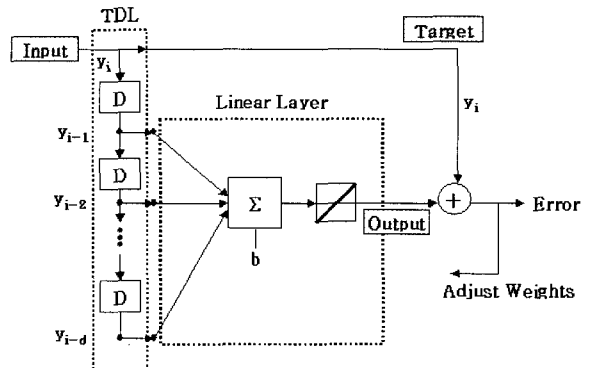 TDL
Target
Input
yi
D
Linear Layer
yi
yi-1
D
yi-2
Σ
+
Error
Output
b
Adjust Weights
D
yi-d